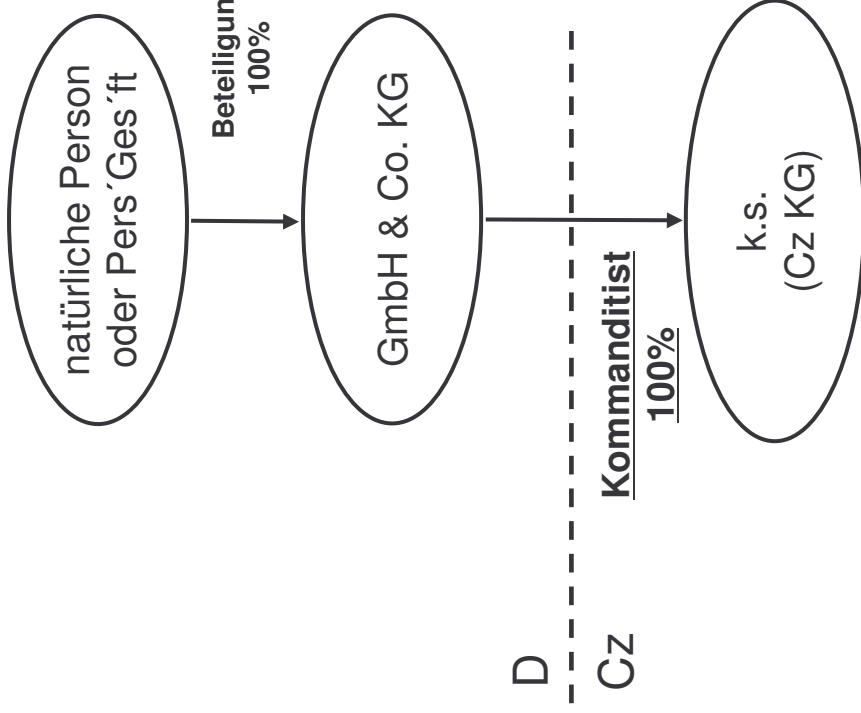 natürliche Person
oder Pers´Ges´ft
Beteiligun
100%
GmbH & Co. KG
D
Cz
Kommanditist
100%
k.s.
(Cz KG)